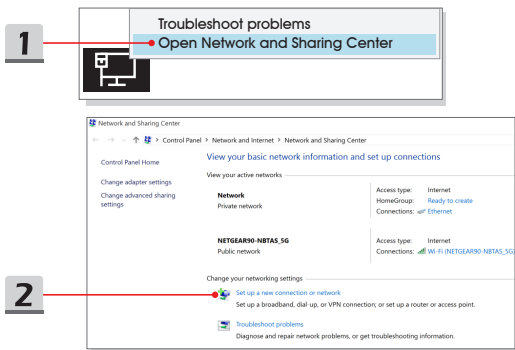 1
Troubleshoot problems
Open Network and Sharing Center
Network and Sharing Center
Control Panel > Network and Internet > Network and Sharing Center
Control Panel Home
Change adapter settings
Change advanced sharing
settings
View your basic network information and set up connections
View your active networks
Network
Private network
Access type: Internet
HomeGroup: Ready to create
Connections: Ethernet
NETGEAR90-NBTAS_5G
Public network
Access type: Internet
Connections: Wi-Fi (NETGEAR90-NBTAS_5G)
Change your networking settings
2
Set up a new connection or network
Set up a broadband, dial-up, or VPN connection; or set up a router or access point.
Troubleshoot problems
Diagnose and repair network problems, or get troubleshooting information.